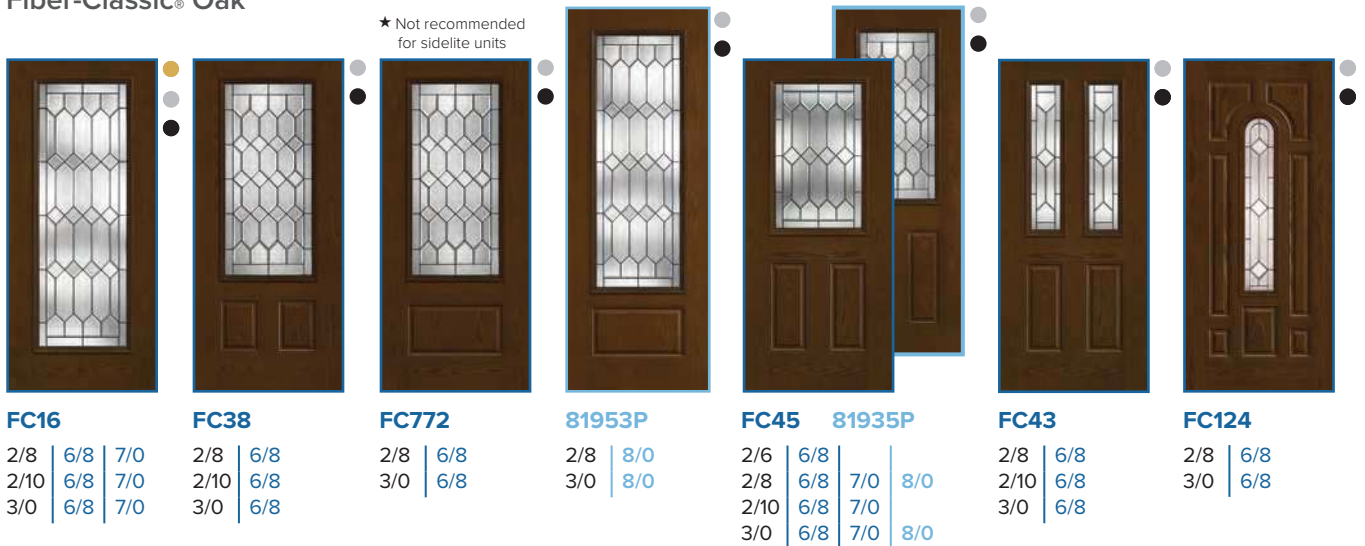 Fiber-Classic® Oak
★ Not recommended
for sidelite units
FC16
2/8 6/8 7/0
2/10 6/8 7/0
3/0 6/8 7/0
FC38
2/8 6/8
2/10 6/8
3/0 6/8
FC772
2/8 6/8
3/0 6/8
81953P
2/8 8/0
3/0 8/0
FC45 81935P
2/6 6/8
2/8 6/8 7/0 8/0
2/10 6/8 7/0
3/0 6/8 7/0 8/0
FC43
2/8 6/8
2/10 6/8
3/0 6/8
FC124
2/8 6/8
3/0 6/8